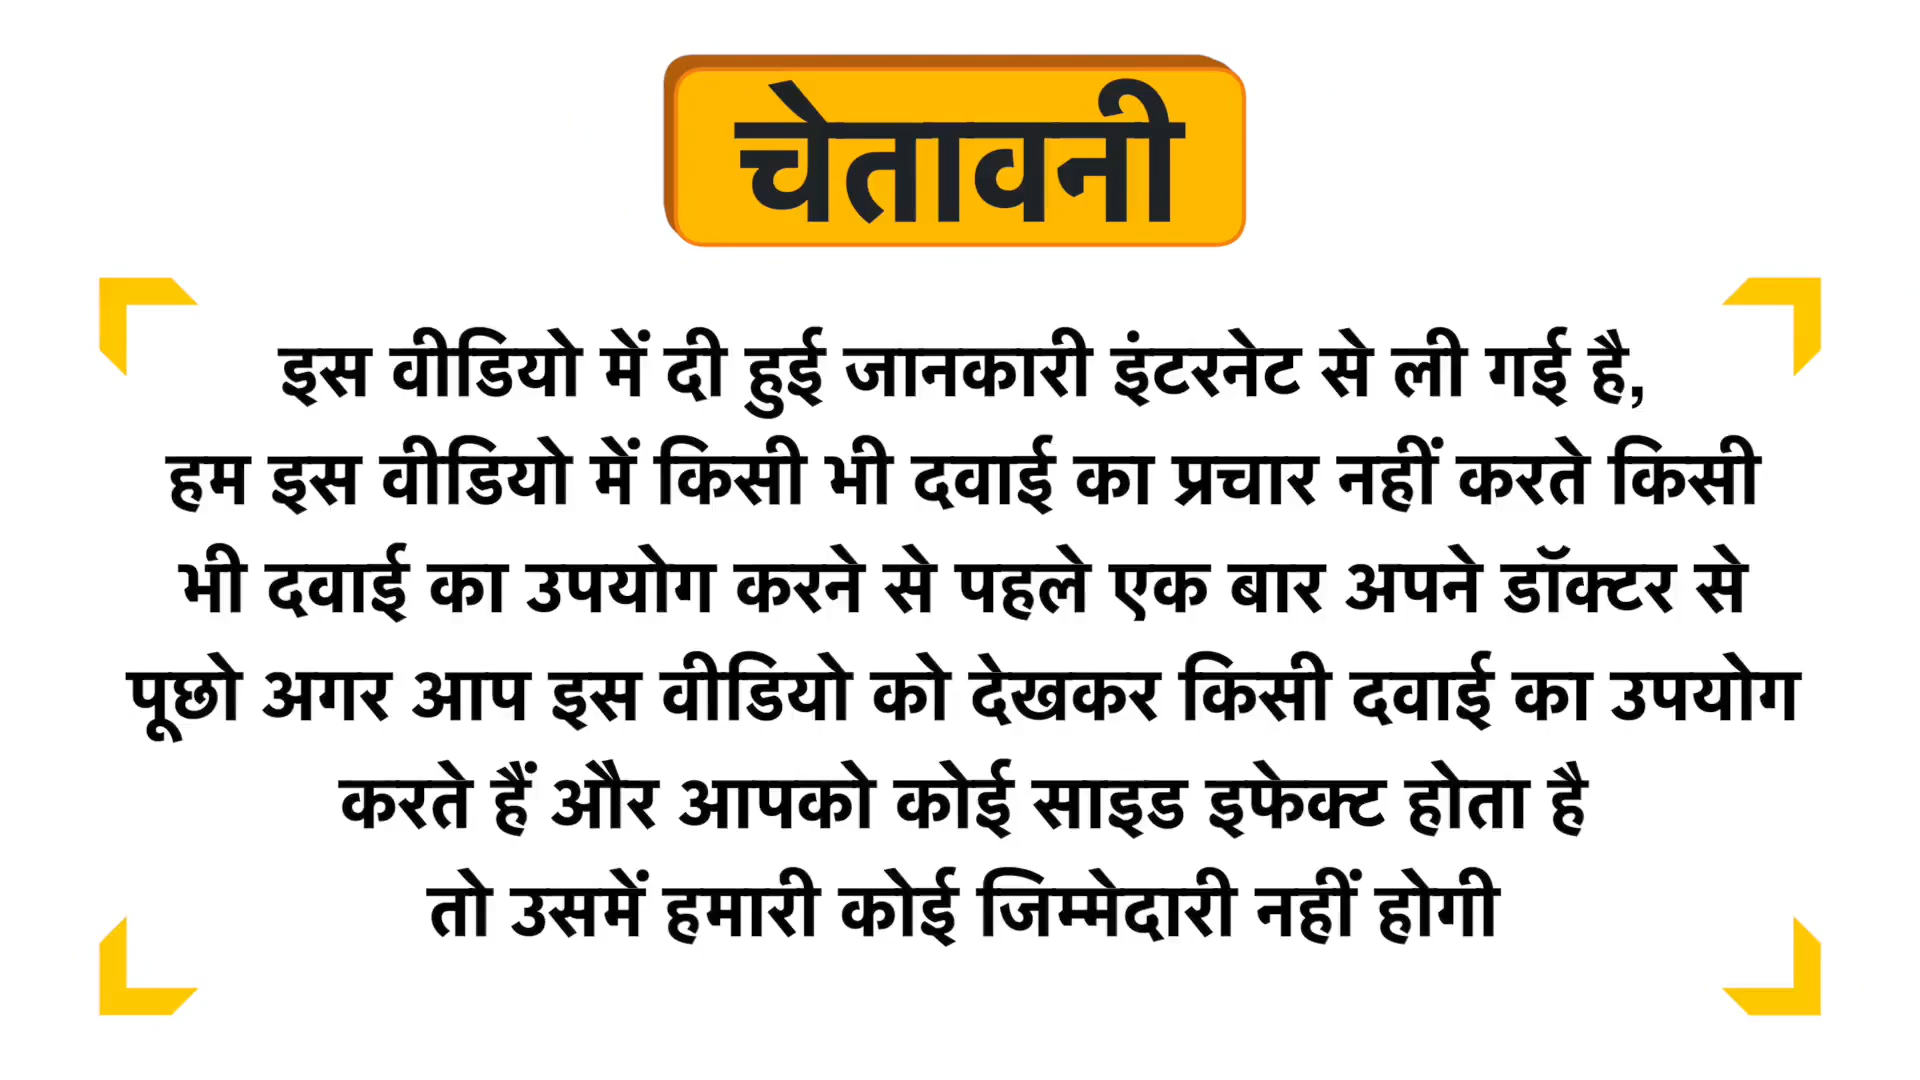 चेतावनी
इस वीडियो में दी हुई जानकारी इंटरनेट से ली गई है,
हम इस वीडियो में किसी भी दवाई का प्रचार नहीं करते किसी
भी दवाई का उपयोग करने से पहले एक बार अपने डॉक्टर से
पूछो अगर आप इस वीडियो को देखकर किसी दवाई का उपयोग
करते हैं और आपको कोई साइड इफेक्ट होता है
तो उसमें हमारी कोई जिम्मेदारी नहीं होगी